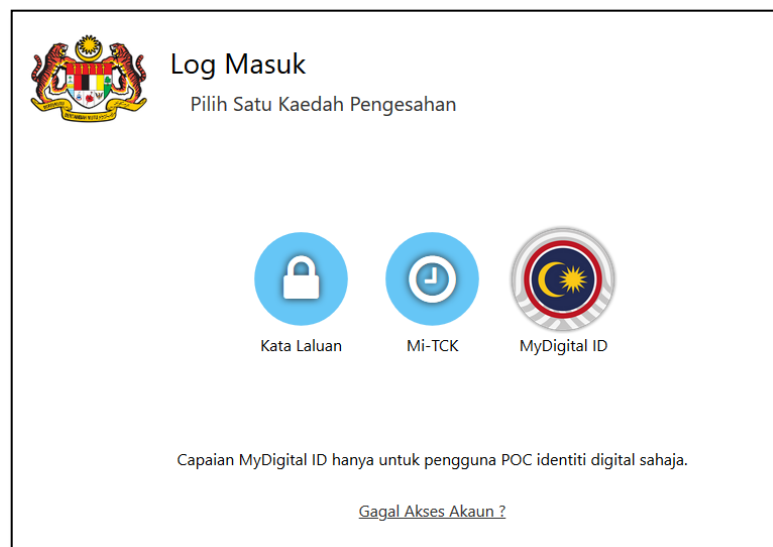 Log Masuk
Pilih Satu Kaedah Pengesahan
Kata Laluan
Mi-TCK
MyDigital ID
Capaian MyDigital ID hanya untuk pengguna POC identiti digital sahaja.
Gagal Akses Akaun ?